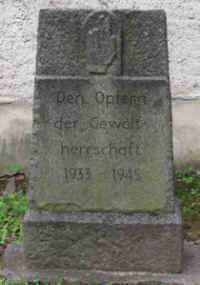 Den Opfern
der Gewalt-
herrschaft
1933 - 1945